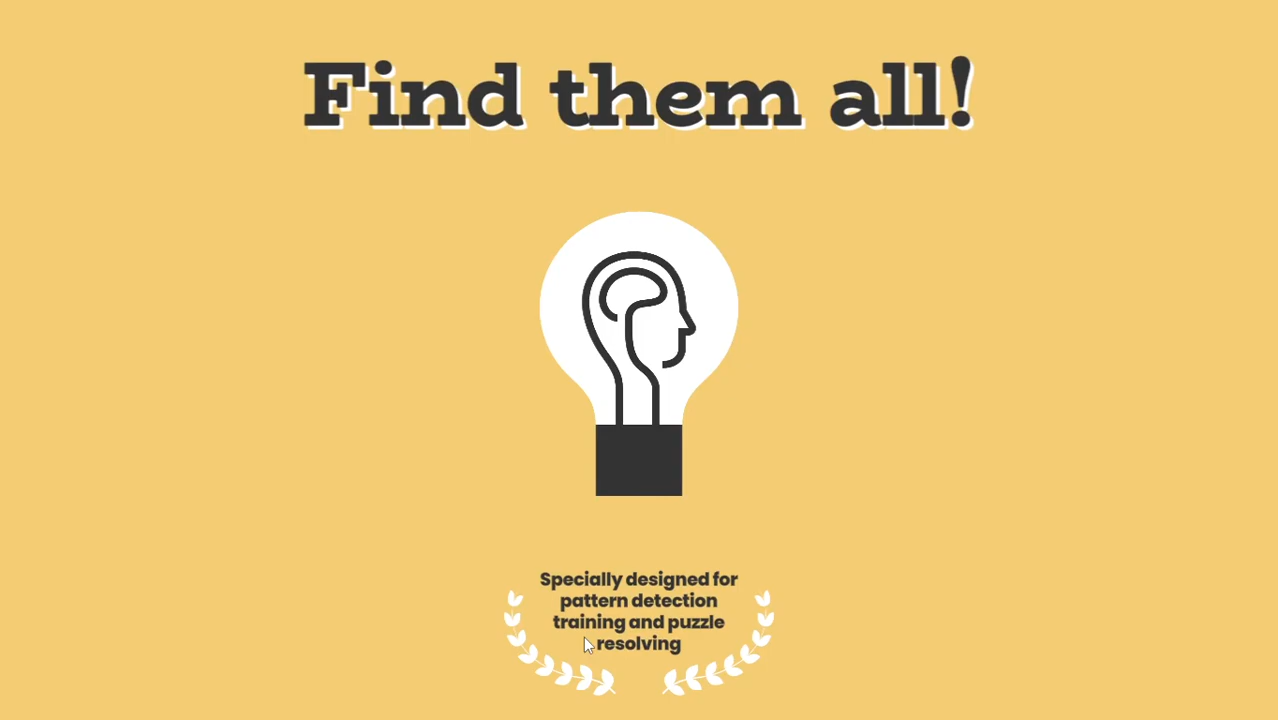 Find them all!
Specially designed for
pattern detection
training and puzzle
resolving